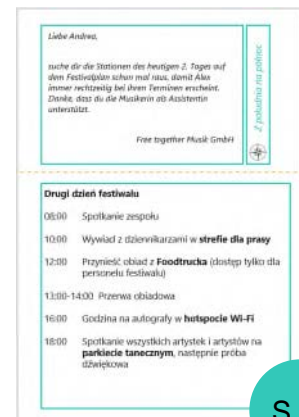 Liebe Andrea,
suche dir die Stationen des heutigen 2. Tages auf
dem Festivalplan schon mal raus, damit Alex
immer rechtzeitig bei ihren Terminen erscheint.
Danke, dass du die Musikerin als Assistentin
unterstützt.
Free together Musik GmbH
Z południa na północ
Drugi dzień festiwalu
08:00 Spotkanie zespołu
10:00 Wywiad z dziennikarzami w strefie dla prasy
12:00 Przynieść obiad z Foodtrucka (dostęp tylko dla
personelu festiwalu)
13:00-14:00 Przerwa obiadowa
16:00 Godzina na autografy w hotspocie Wi-Fi
18:00 Spotkanie wszystkich artystek i artystów na
parkiecie tanecznym, następnie próba
dźwiękowa
S